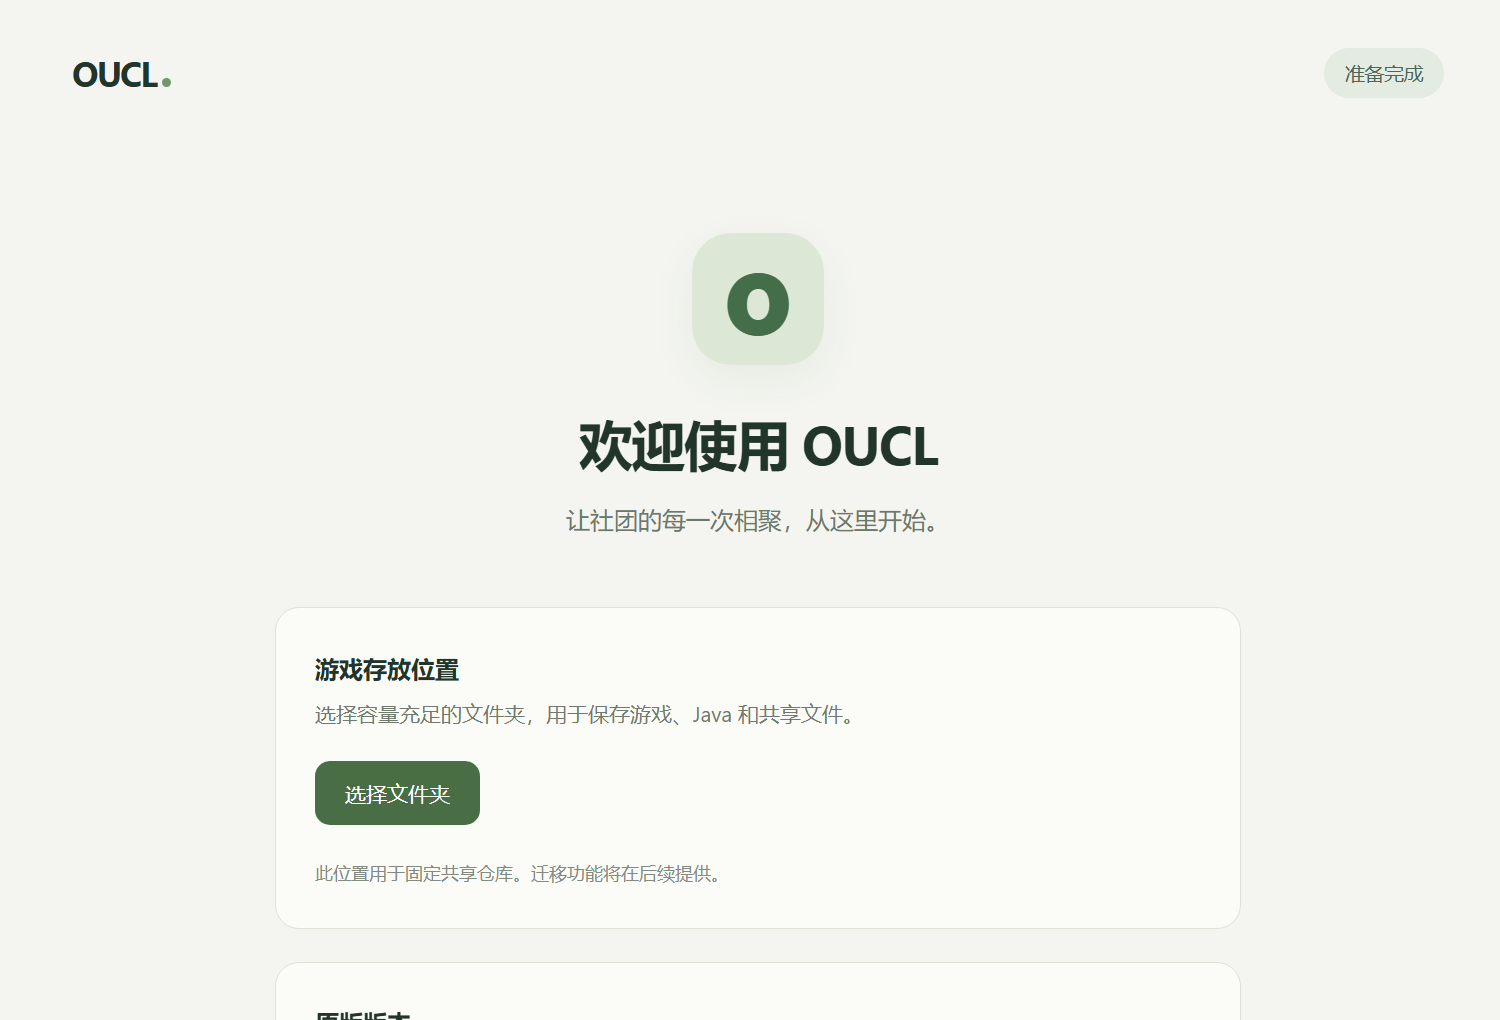 OUCL.
准备完成
O
欢迎使用 OUCL
让社团的每一次相聚，从这里开始。
游戏存放位置
选择容量充足的文件夹，用于保存游戏、Java 和共享文件。
选择文件夹
此位置用于固定共享仓库。迁移功能将在后续提供。
原版版本